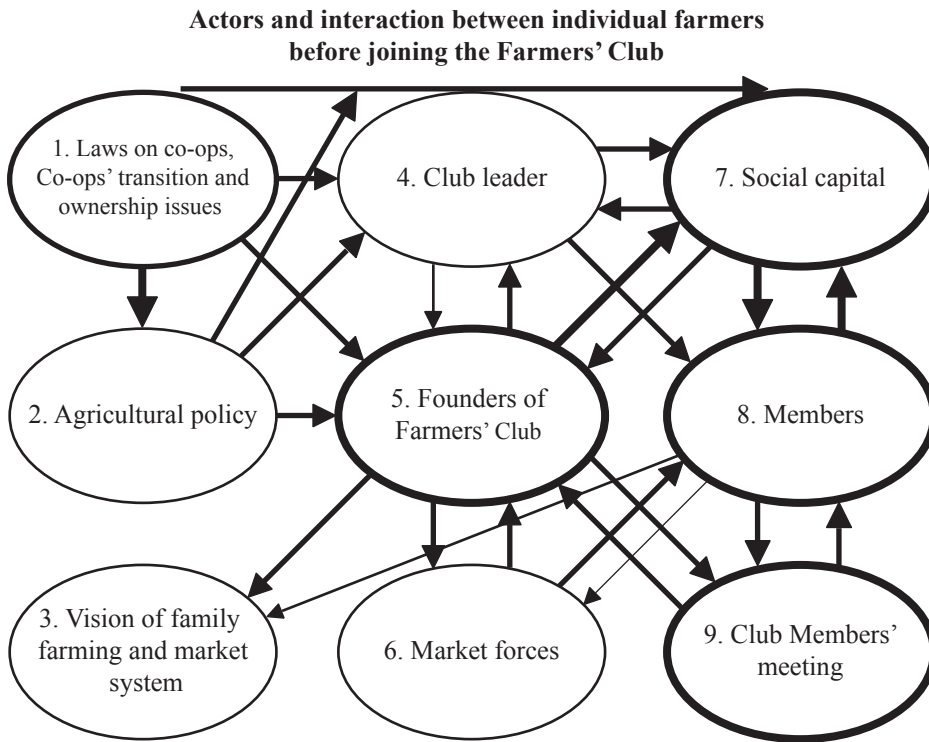 Actors and interaction between individual farmers
before joining the Farmers’ Club
1. Laws on co-ops,
Co-ops’ transition and
ownership issues
4. Club leader
7. Social capital
2. Agricultural policy
5. Founders of
Farmers’ Club
8. Members
3. Vision of family
farming and market
system
6. Market forces
9. Club Members’
meeting